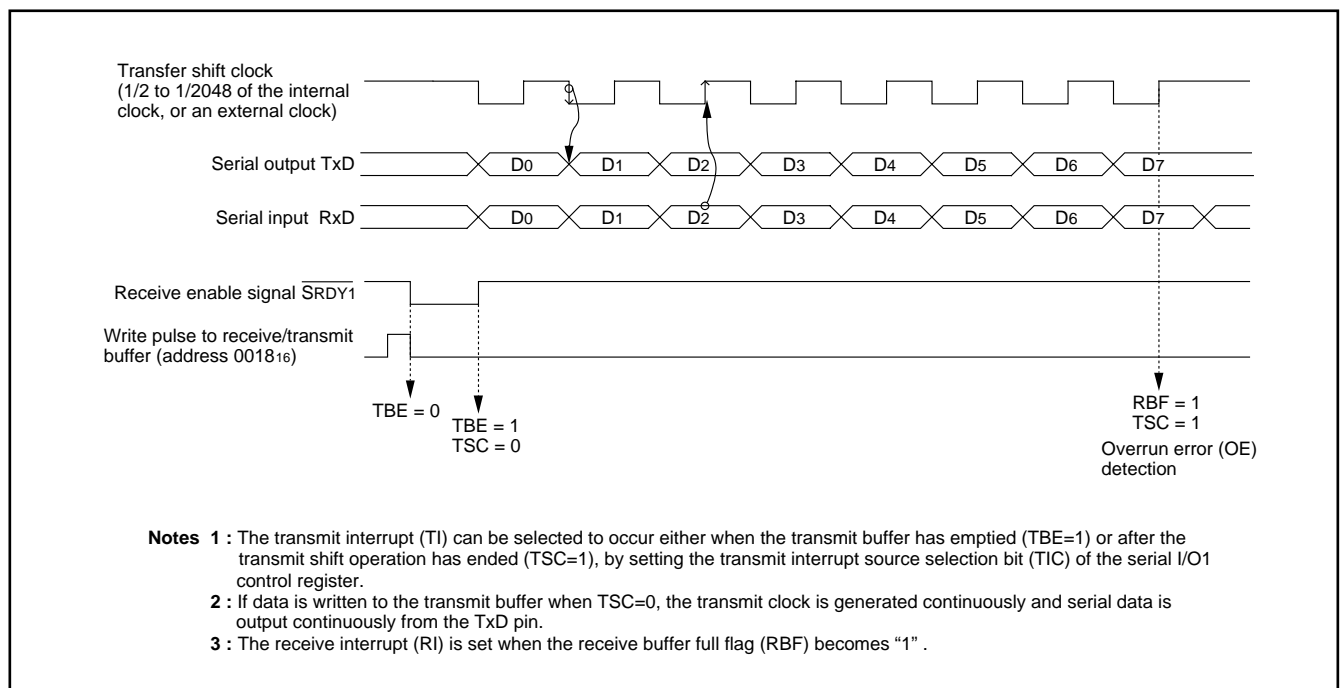 Transfer shift clock
(1/2 to 1/2048 of the internal
clock, or an external clock)
Serial output TxD
D0 D1 D2 D3 D4 D5 D6 D7
Serial input RxD
D0 D1 D2 D3 D4 D5 D6 D7
Receive enable signal SRDY1
Write pulse to receive/transmit
buffer (address 001816)
TBE = 0
TBE = 1
TSC = 0
RBF = 1
TSC = 1
Overrun error (OE)
detection
Notes 1 : The transmit interrupt (TI) can be selected to occur either when the transmit buffer has emptied (TBE=1) or after the
transmit shift operation has ended (TSC=1), by setting the transmit interrupt source selection bit (TIC) of the serial I/O1
control register.
2 : If data is written to the transmit buffer when TSC=0, the transmit clock is generated continuously and serial data is
output continuously from the TxD pin.
3 : The receive interrupt (RI) is set when the receive buffer full flag (RBF) becomes “1” .